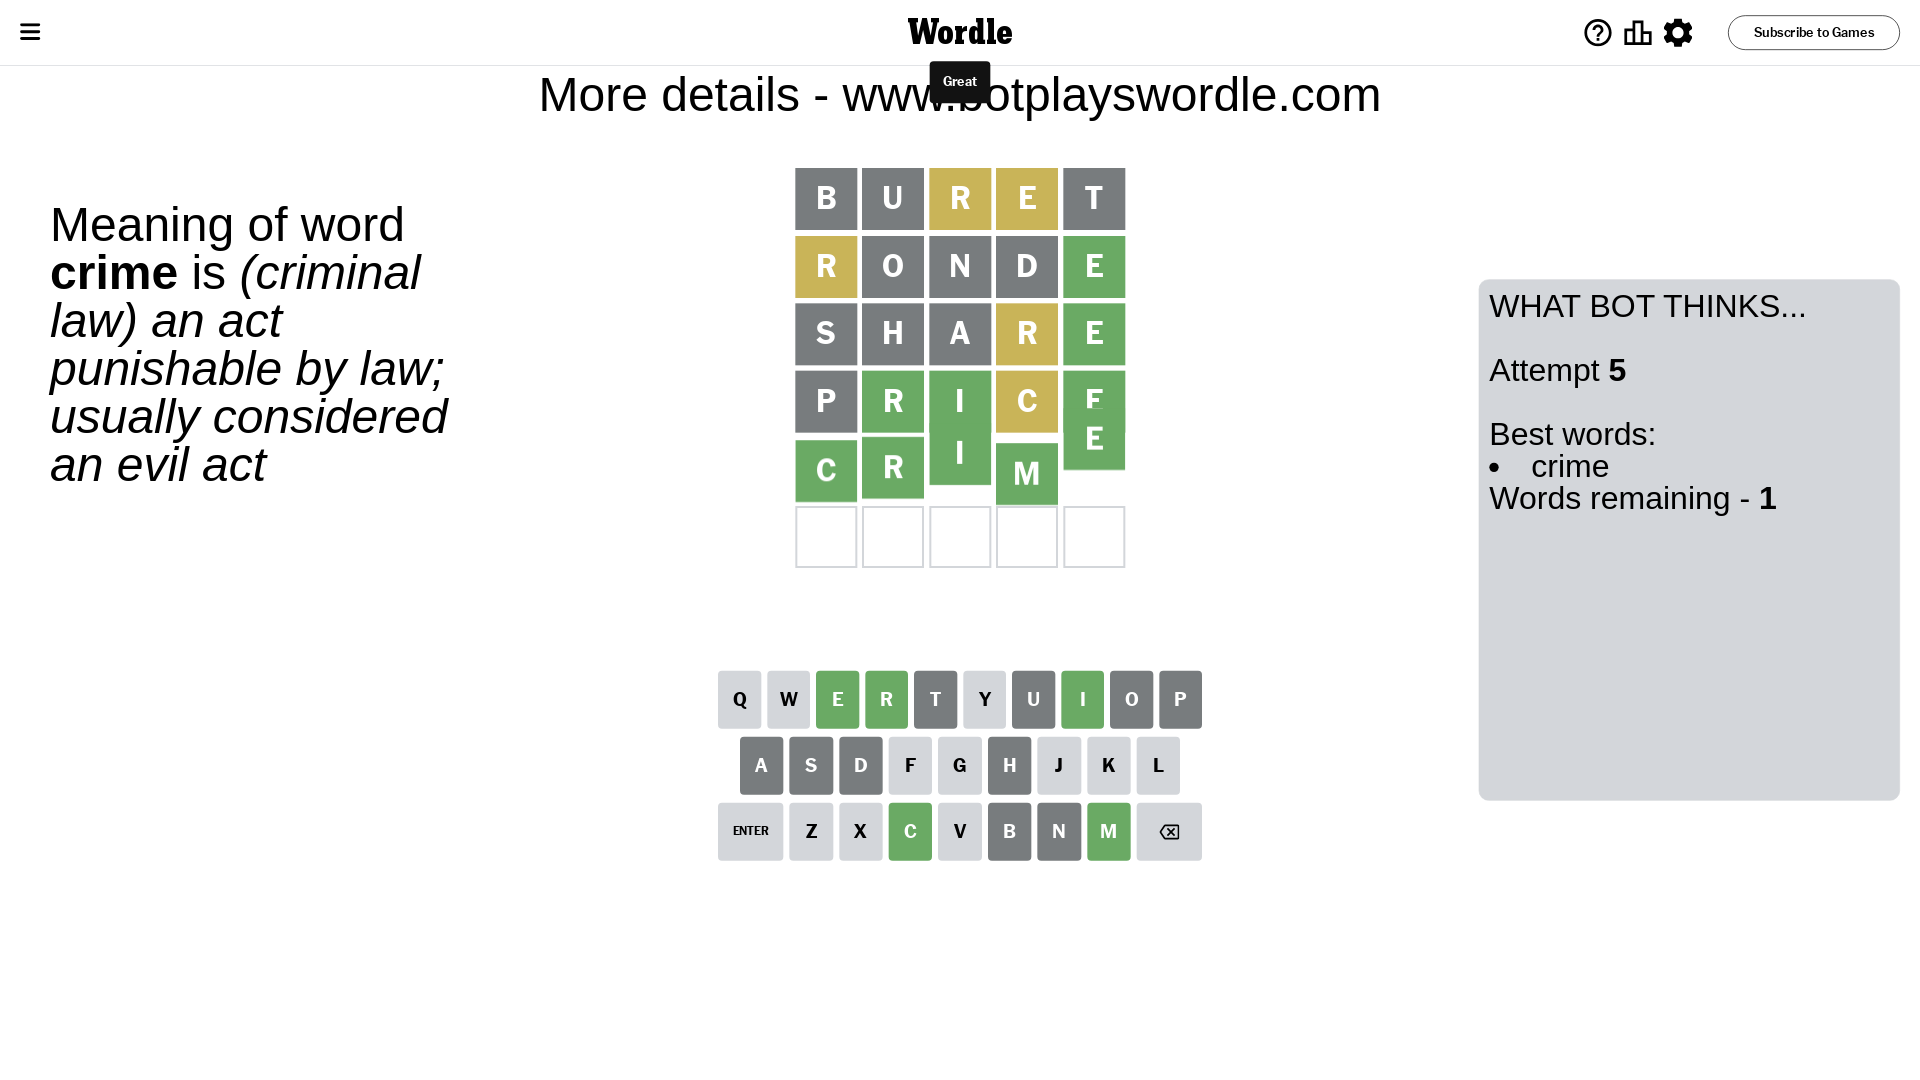 Wordle
Subscribe to Games
Great
More details - www.botplayswordle.com
Meaning of word
crime is (criminal
law) an act
punishable by law;
usually considered
an evil act
B U R E T
R O N D E
S H A R E
P R I C E
C R I M E
WHAT BOT THINKS...
Attempt 5
Best words:
• crime
Words remaining - 1
Q W E R T Y U I O P
A S D F G H J K L
ENTER Z X C V B N M